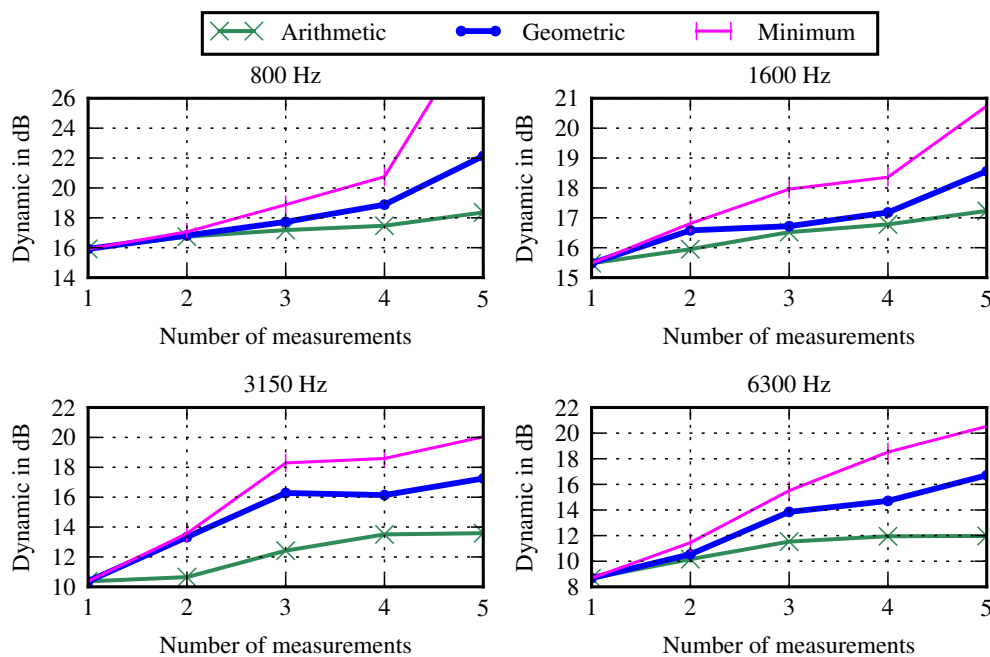 Arithmetic Geometric Minimum
800 Hz
Dynamic in dB
26
24
22
20
18
16
14
1 2 3 4 5
Number of measurements
1600 Hz
Dynamic in dB
21
20
19
18
17
16
15
1 2 3 4 5
Number of measurements
3150 Hz
Dynamic in dB
22
20
18
16
14
12
10
1 2 3 4 5
Number of measurements
6300 Hz
Dynamic in dB
22
20
18
16
14
12
10
8
1 2 3 4 5
Number of measurements